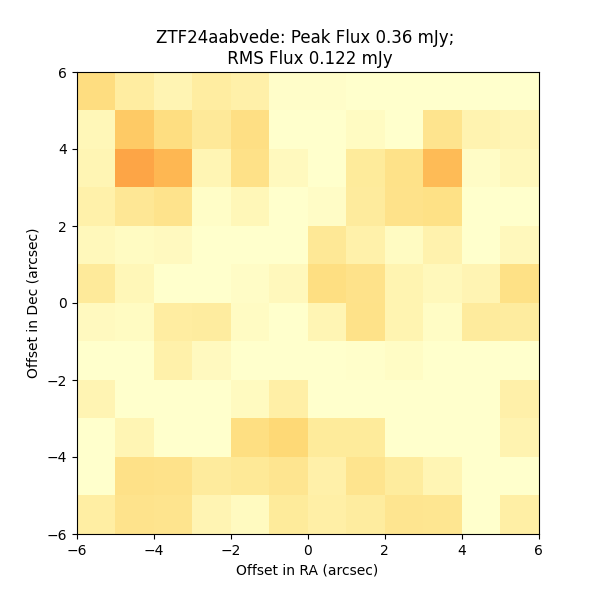 ZTF24aabvede: Peak Flux 0.36 mJy;
RMS Flux 0.122 mJy
6
4
2
0
−2
−4
−6
Offset in Dec (arcsec)
−6 −4 −2 0 2 4 6
Offset in RA (arcsec)